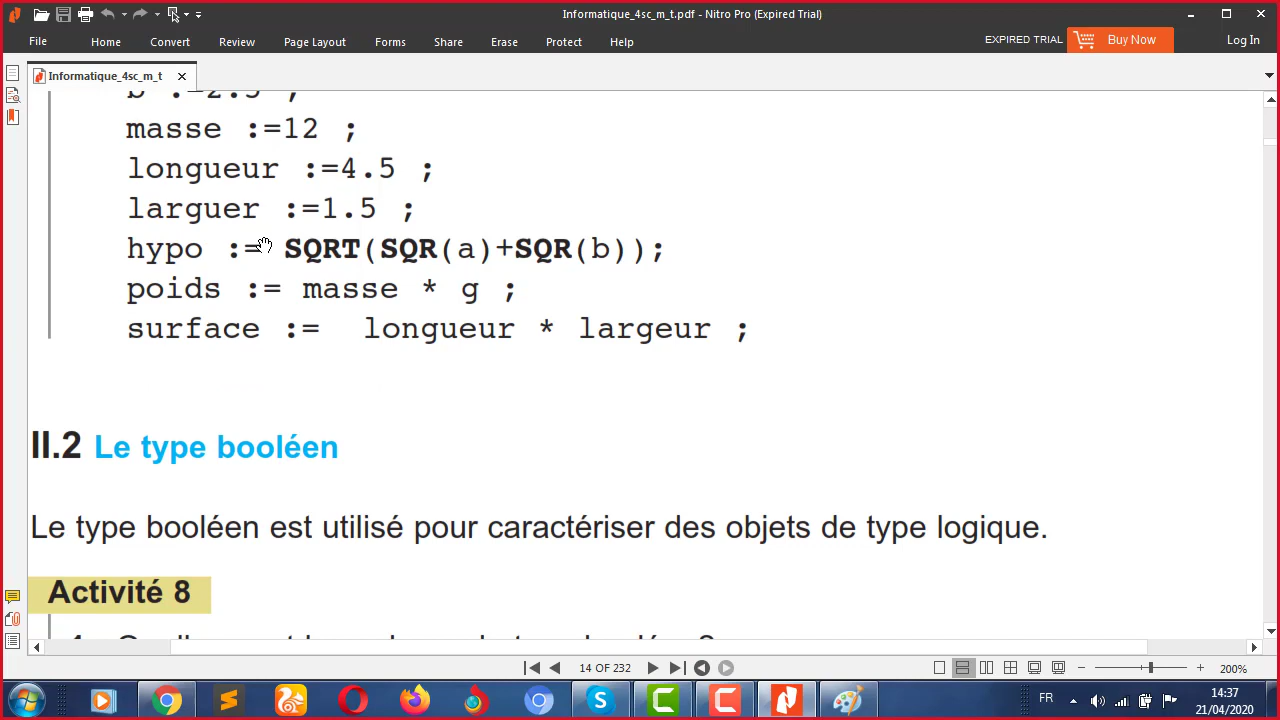 Informatique_4sc_m_t.pdf - Nitro Pro (Expired Trial)
File Home Convert Review Page Layout Forms Share Erase Protect Help EXPIRED TRIAL Buy Now Log In
Informatique_4sc_m_t
masse :=12 ;
longueur :=4.5 ;
larguer :=1.5 ;
hypo := SQRT(SQR(a)+SQR(b));
poids := masse * g ;
surface := longueur * largeur ;
II.2 Le type booléen
Le type booléen est utilisé pour caractériser des objets de type logique.
Activité 8
14 OF 232
200%
FR
14:37
21/04/2020